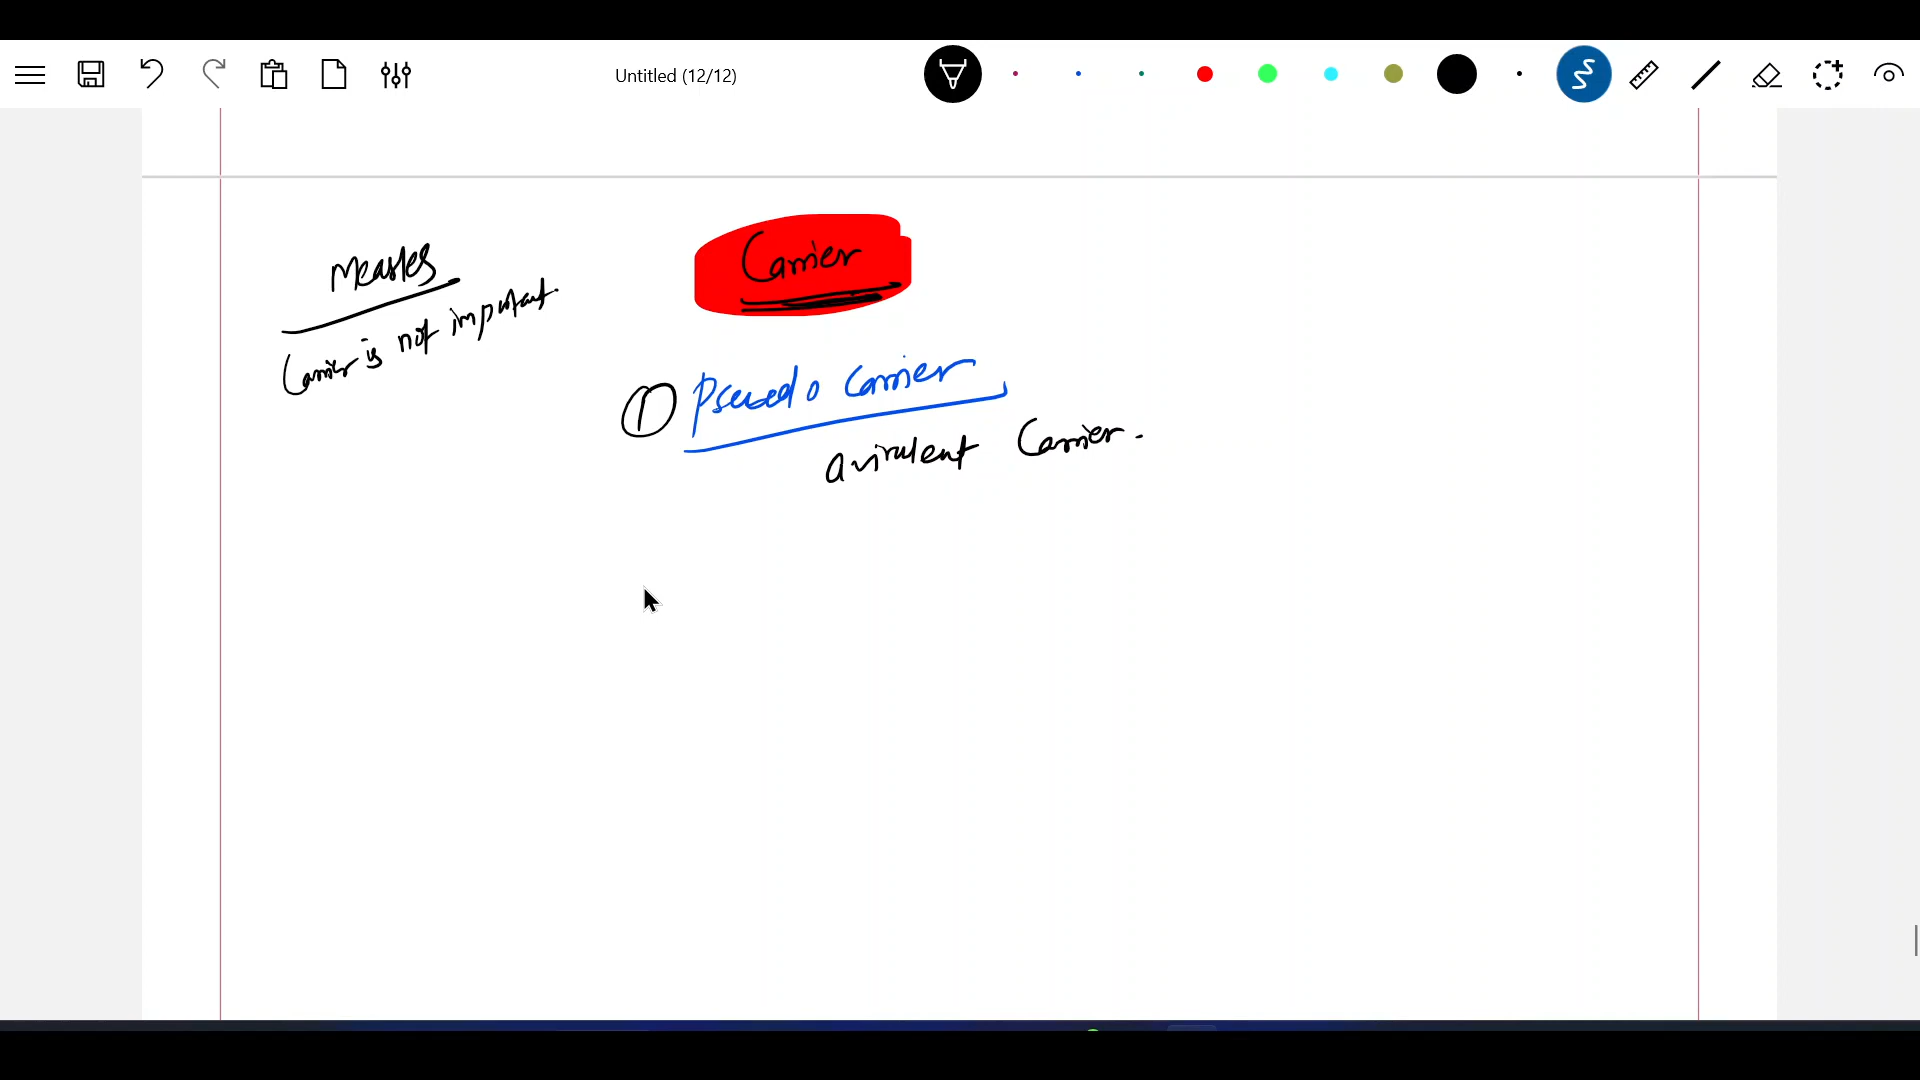 Untitled (12/12)
Carrier
Measles
Carrier is not important.
① Pseudo carrier
avirulent Carrier.